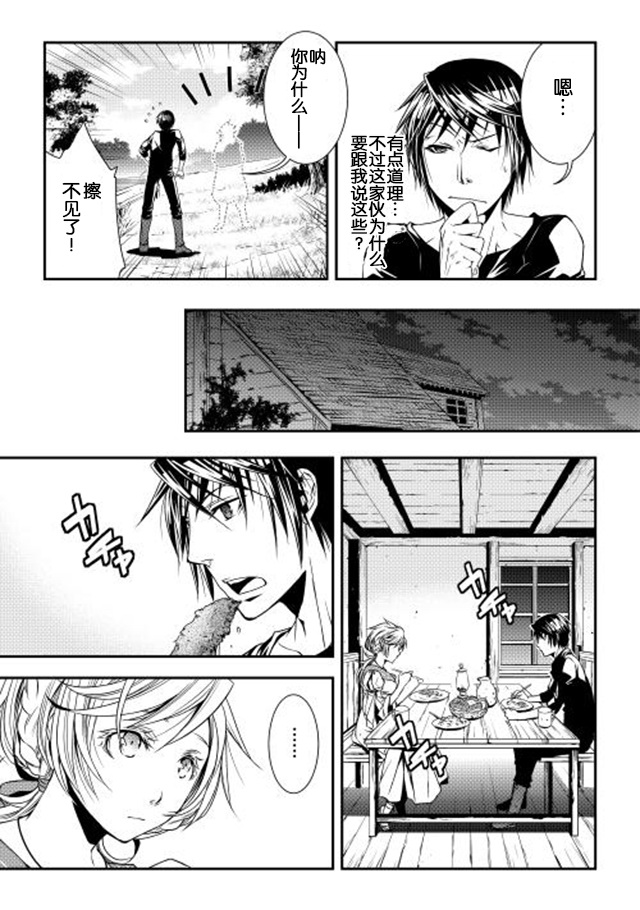 嗯…
有点道理…
不过这家伙为什么
要跟我说这些？
呐
你为
什么——
擦
不见了！
カチャ
カチャ
カチャ
……